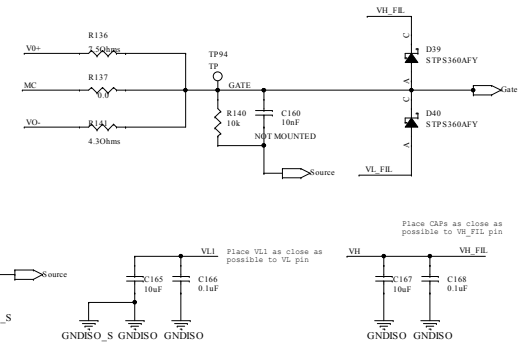 VH_FIL
R136
V0+
7.5Ohms
C
D39
STPS360AFY
TP94
TP
R137
MC
0.0
GATE
A
Gate
C
R140
10k
C160
10nF
D40
STPS360AFY
VO-
R141
NOT MOUNTED
4.3Ohms
A
Source
VL_FIL
Place CAPs as close as
possible to VH_FIL pin
VL1
Place VL1 as close as
possible to VL pin
VH
VH_FIL
Source
C165
10uF
C166
0.1uF
C167
10uF
C168
0.1uF
_S
GNDISO_S GNDISO GNDISO
GNDISO GNDISO